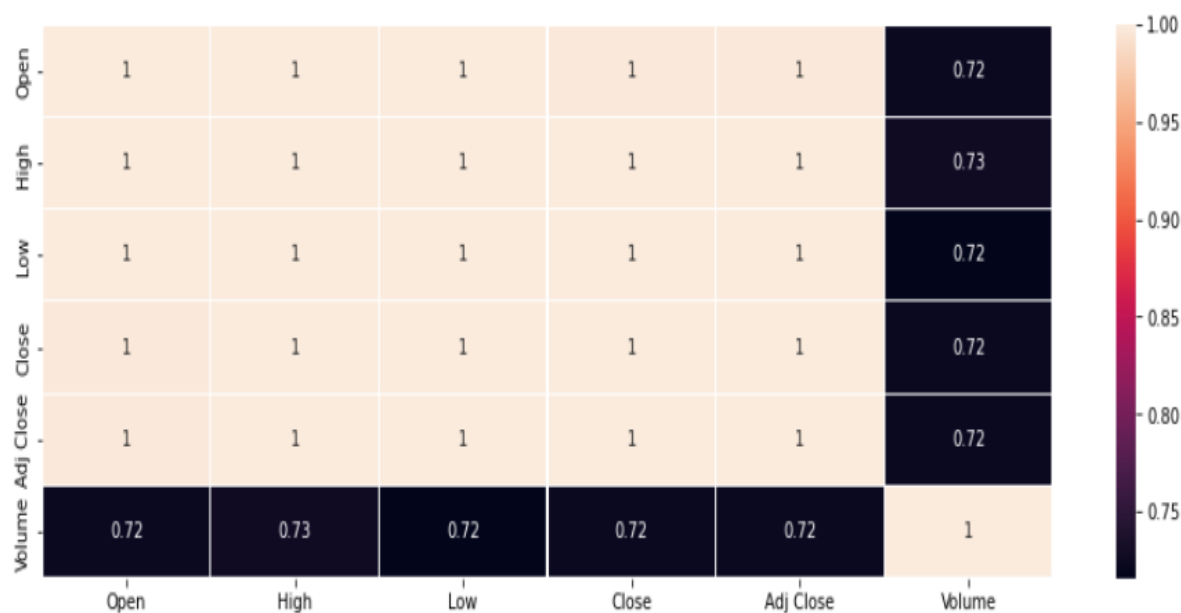 1.00
Open 1 1 1 1 1 0.72
0.95
High 1 1 1 1 1 0.73
0.90
Low 1 1 1 1 1 0.72
0.85
Close 1 1 1 1 1 0.72
0.80
Adj Close 1 1 1 1 1 0.72
0.75
Volume 0.72 0.73 0.72 0.72 0.72 1
Open High Low Close Adj Close Volume